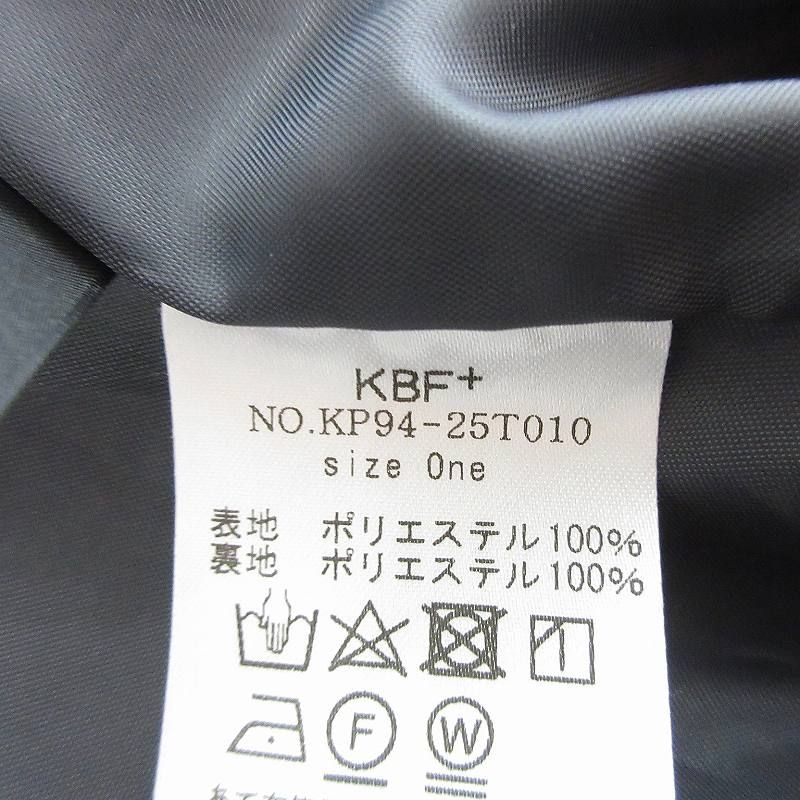 KBF+
NO.KP94-25T010
size One
表地 ポリエステル100%
裏地 ポリエステル100%
F W